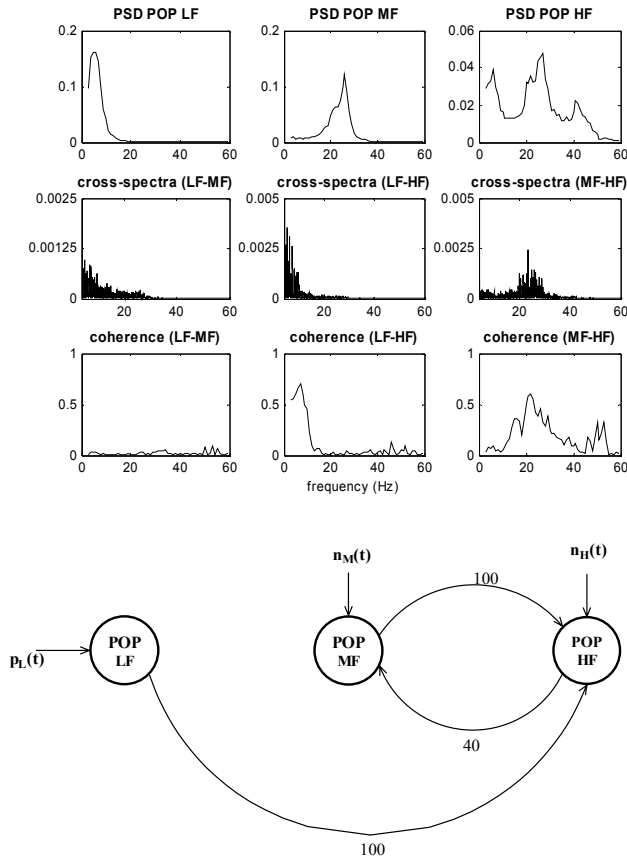 PSD POP LF PSD POP MF PSD POP HF
0.2 0.2 0.06
0.1 0.1 0.04
0.02
0 0 0
0 20 40 60 0 20 40 60 0 20 40 60
cross-spectra (LF-MF) cross-spectra (LF-HF) cross-spectra (MF-HF)
0.0025 0.005 0.005
0.00125 0.0025 0.0025
0 0 0
0 20 40 60 0 20 40 60 0 20 40 60
coherence (LF-MF) coherence (LF-HF) coherence (MF-HF)
1 1 1
0.5 0.5 0.5
0 0 0
0 20 40 60 0 20 40 60 0 20 40 60
frequency (Hz)
n_M(t) n_H(t)
100
p_L(t)
POP LF
POP MF
POP HF
40
100